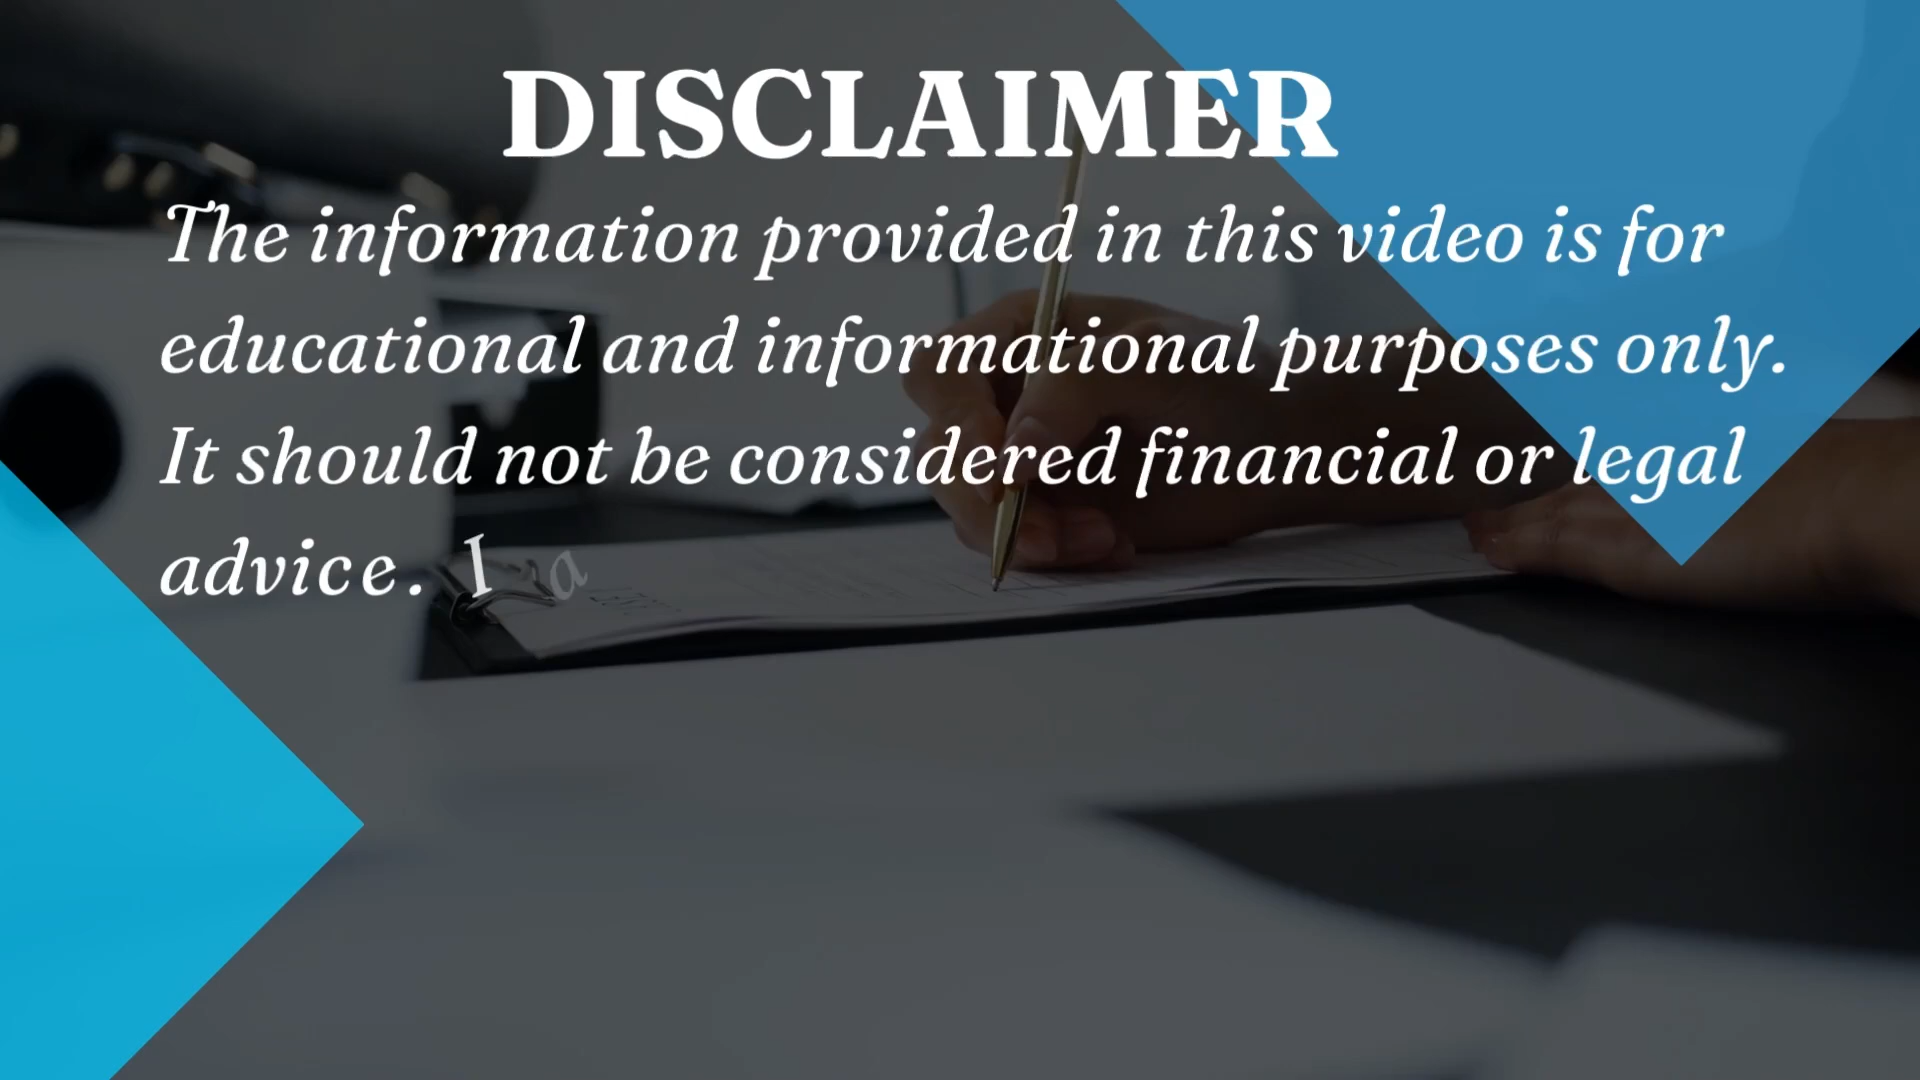 DISCLAIMER
The information provided in this video is for
educational and informational purposes only.
It should not be considered financial or legal
advice. I a